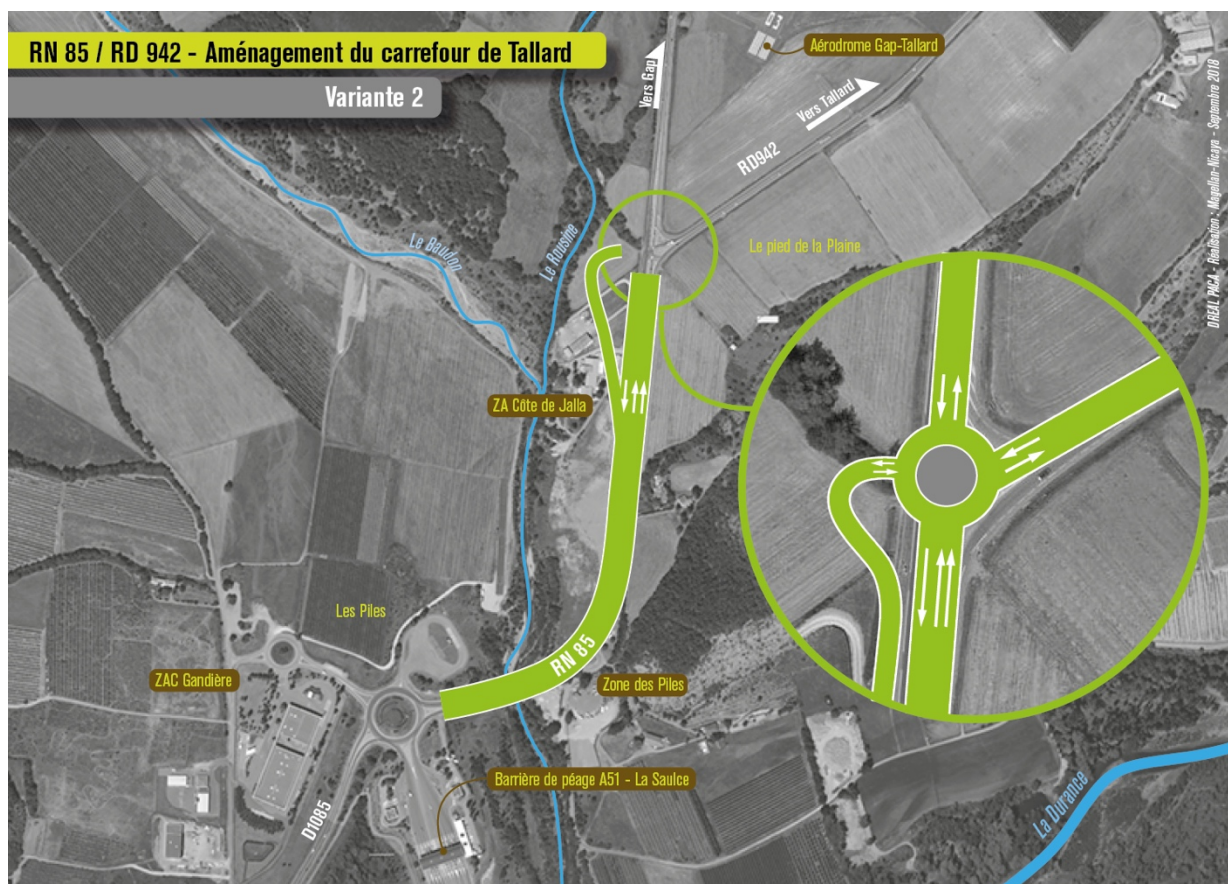 RN 85 / RD 942 - Aménagement du carrefour de Tallard
Variante 2
Aérodrome Gap-Tallard
Vers Gap
Vers Tallard
RD942
DREAL PACA - Réalisation : Magellan-Nicaya - Septembre 2018
Le Baudon
Le Rousine
Le pied de la Plaine
ZA Côte de Jalla
Les Piles
RN 85
ZAC Gandière
Zone des Piles
Barrière de péage A51 - La Saulce
D1085
La Durance